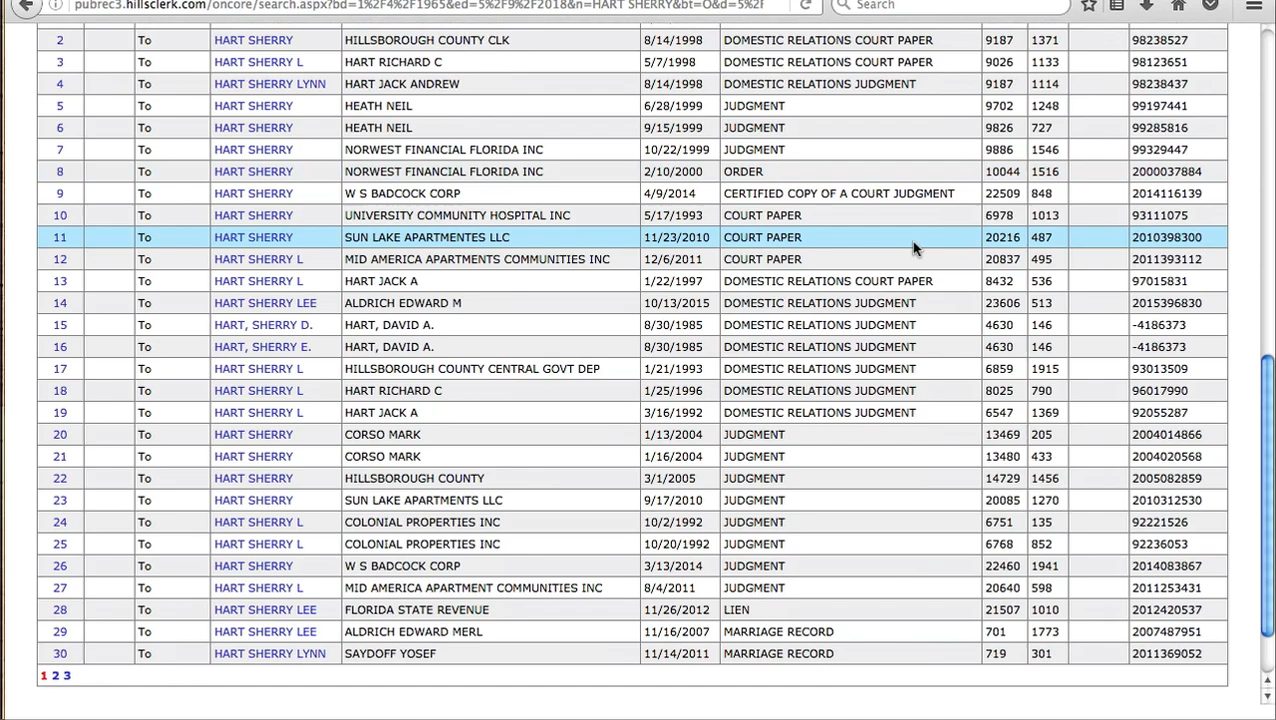 pubrec3.hillsclerk.com/oncore/search.aspx?bd=1%2F4%2F1965&ed=5%2F9%2F2018&n=HART SHERRY&bt=O&d=5%2F Search
2 To HART SHERRY HILLSBOROUGH COUNTY CLK 8/14/1998 DOMESTIC RELATIONS COURT PAPER 9187 1371 98238527
3 To HART SHERRY L HART RICHARD C 5/7/1998 DOMESTIC RELATIONS COURT PAPER 9026 1133 98123651
4 To HART SHERRY LYNN HART JACK ANDREW 8/14/1998 DOMESTIC RELATIONS JUDGMENT 9187 1114 98238437
5 To HART SHERRY HEATH NEIL 6/28/1999 JUDGMENT 9702 1248 99197441
6 To HART SHERRY HEATH NEIL 9/15/1999 JUDGMENT 9826 727 99285816
7 To HART SHERRY NORWEST FINANCIAL FLORIDA INC 10/22/1999 JUDGMENT 9886 1546 99329447
8 To HART SHERRY NORWEST FINANCIAL FLORIDA INC 2/10/2000 ORDER 10044 1516 2000037884
9 To HART SHERRY W S BADCOCK CORP 4/9/2014 CERTIFIED COPY OF A COURT JUDGMENT 22509 848 2014116139
10 To HART SHERRY UNIVERSITY COMMUNITY HOSPITAL INC 5/17/1993 COURT PAPER 6978 1013 93111075
11 To HART SHERRY SUN LAKE APARTMENTES LLC 11/23/2010 COURT PAPER 20216 487 2010398300
12 To HART SHERRY L MID AMERICA APARTMENTS COMMUNITIES INC 12/6/2011 COURT PAPER 20837 495 2011393112
13 To HART SHERRY L HART JACK A 1/22/1997 DOMESTIC RELATIONS COURT PAPER 8432 536 97015831
14 To HART SHERRY LEE ALDRICH EDWARD M 10/13/2015 DOMESTIC RELATIONS JUDGMENT 23606 513 2015396830
15 To HART, SHERRY D. HART, DAVID A. 8/30/1985 DOMESTIC RELATIONS JUDGMENT 4630 146 -4186373
16 To HART, SHERRY E. HART, DAVID A. 8/30/1985 DOMESTIC RELATIONS JUDGMENT 4630 146 -4186373
17 To HART SHERRY L HILLSBOROUGH COUNTY CENTRAL GOVT DEP 1/21/1993 DOMESTIC RELATIONS JUDGMENT 6859 1915 93013509
18 To HART SHERRY L HART RICHARD C 1/25/1996 DOMESTIC RELATIONS JUDGMENT 8025 790 96017990
19 To HART SHERRY L HART JACK A 3/16/1992 DOMESTIC RELATIONS JUDGMENT 6547 1369 92055287
20 To HART SHERRY CORSO MARK 1/13/2004 JUDGMENT 13469 205 2004014866
21 To HART SHERRY CORSO MARK 1/16/2004 JUDGMENT 13480 433 2004020568
22 To HART SHERRY HILLSBOROUGH COUNTY 3/1/2005 JUDGMENT 14729 1456 2005082859
23 To HART SHERRY SUN LAKE APARTMENTS LLC 9/17/2010 JUDGMENT 20085 1270 2010312530
24 To HART SHERRY L COLONIAL PROPERTIES INC 10/2/1992 JUDGMENT 6751 135 92221526
25 To HART SHERRY L COLONIAL PROPERTIES INC 10/20/1992 JUDGMENT 6768 852 92236053
26 To HART SHERRY W S BADCOCK CORP 3/13/2014 JUDGMENT 22460 1941 2014083867
27 To HART SHERRY L MID AMERICA APARTMENT COMMUNITIES INC 8/4/2011 JUDGMENT 20640 598 2011253431
28 To HART SHERRY LEE FLORIDA STATE REVENUE 11/26/2012 LIEN 21507 1010 2012420537
29 To HART SHERRY LEE ALDRICH EDWARD MERL 11/16/2007 MARRIAGE RECORD 701 1773 2007487951
30 To HART SHERRY LYNN SAYDOFF YOSEF 11/14/2011 MARRIAGE RECORD 719 301 2011369052
1 2 3